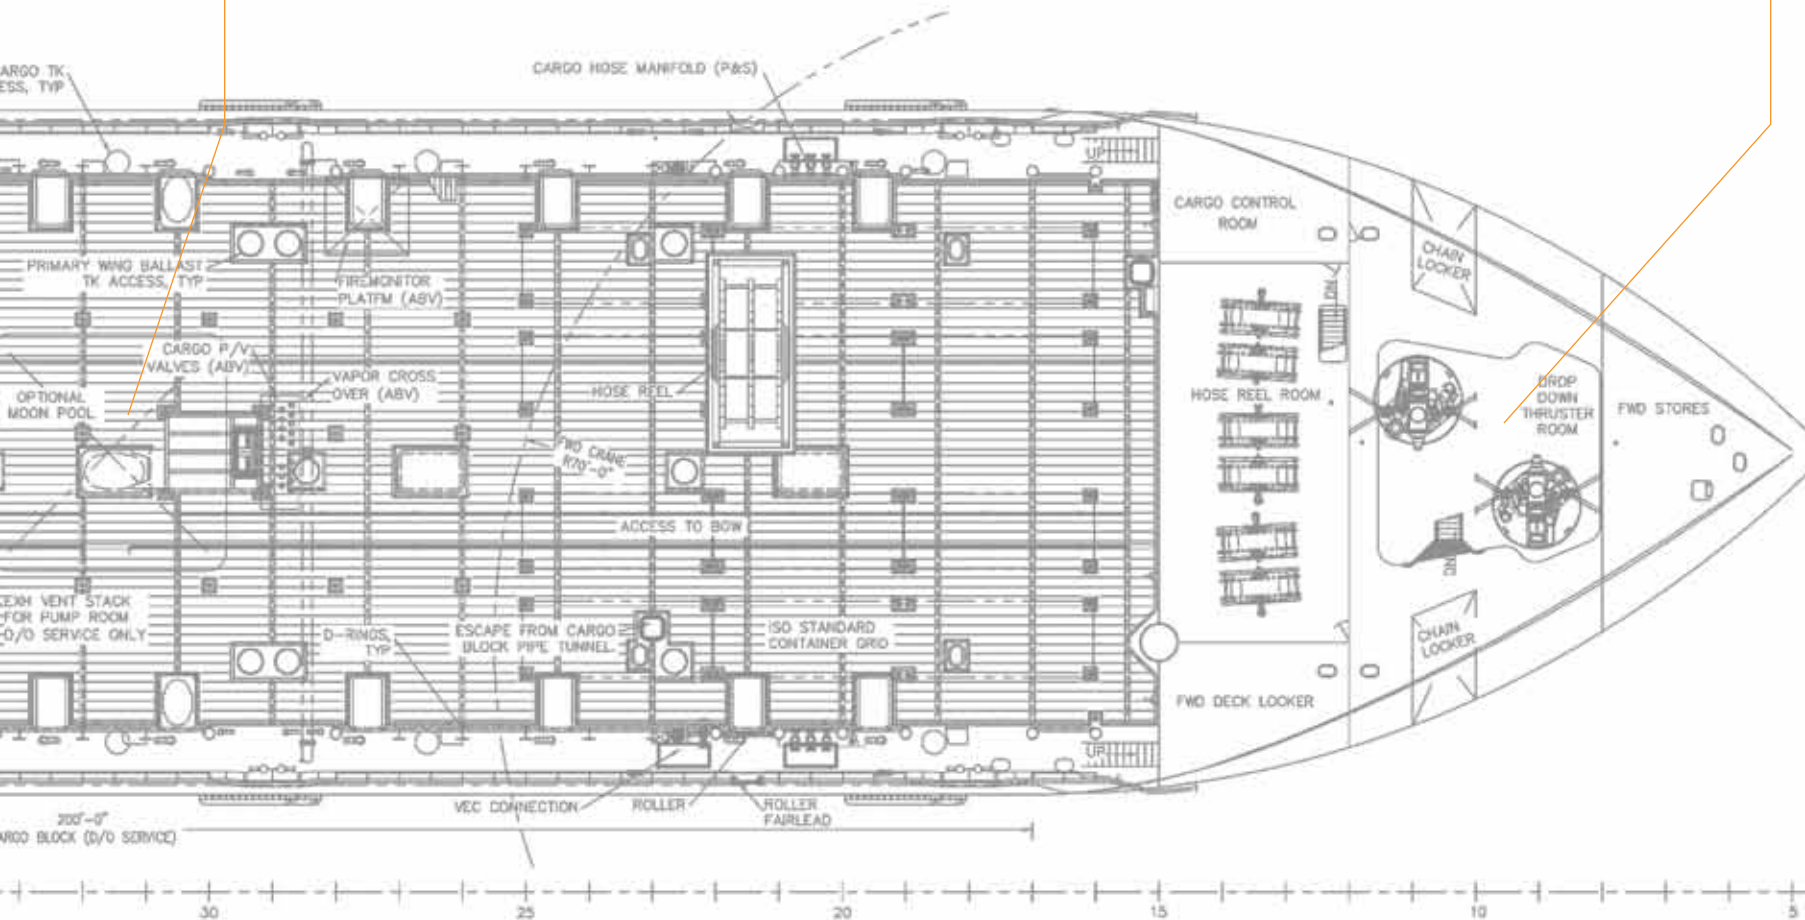 ARGO TK
ESS, TYP
CARGO HOSE MANIFOLD (P&S)
UP
CARGO CONTROL
ROOM
CHAIN
LOCKER
PRIMARY WING BALLAST
TK ACCESS, TYP
FIREMONITOR
PLATFM (ABV)
DN
CARGO P/V
VALVES (ABV)
VAPOR CROSS
OVER (ABV)
OPTIONAL
MOON POOL
HOSE REEL
HOSE REEL ROOM
DROP
DOWN
THRUSTER
ROOM
FWD STORES
FWD CRANE
R70'-0"
ACCESS TO BOW
EXH VENT STACK
FOR PUMP ROOM
D/O SERVICE ONLY
D-RINGS,
TYP
ESCAPE FROM CARGO
BLOCK PIPE TUNNEL
ISO STANDARD
CONTAINER GRID
CHAIN
LOCKER
FWD DECK LOCKER
UP
VEC CONNECTION
ROLLER
ROLLER
FAIRLEAD
200'-0"
ARGO BLOCK (D/O SERVICE)
30
25
20
15
10
5